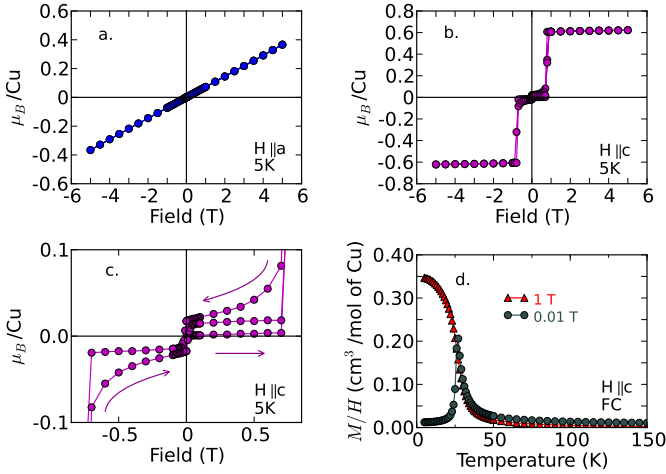 0.6
0.4
0.2
0
-0.2
-0.4
-0.6
μB/Cu
a.
H∥a
5K
-6 -4 -2 0 2 4 6
Field (T)
0.8
0.6
0.4
0.2
0
-0.2
-0.4
-0.6
-0.8
μB/Cu
b.
H∥c
5K
-6 -4 -2 0 2 4 6
Field (T)
0.1
0.0
-0.1
μB/Cu
c.
H∥c
5K
-0.5 0.0 0.5
Field (T)
0.40
0.30
0.20
0.10
0.00
M/H (cm³ /mol of Cu)
d.
1 T
0.01 T
H∥c
FC
0 50 100 150
Temperature (K)